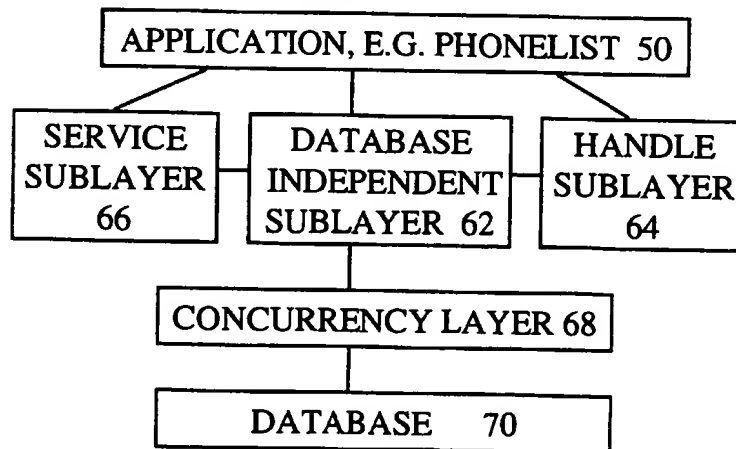 APPLICATION, E.G. PHONELIST 50
SERVICE
SUBLAYER
66
DATABASE
INDEPENDENT
SUBLAYER 62
HANDLE
SUBLAYER
64
CONCURRENCY LAYER 68
DATABASE 70